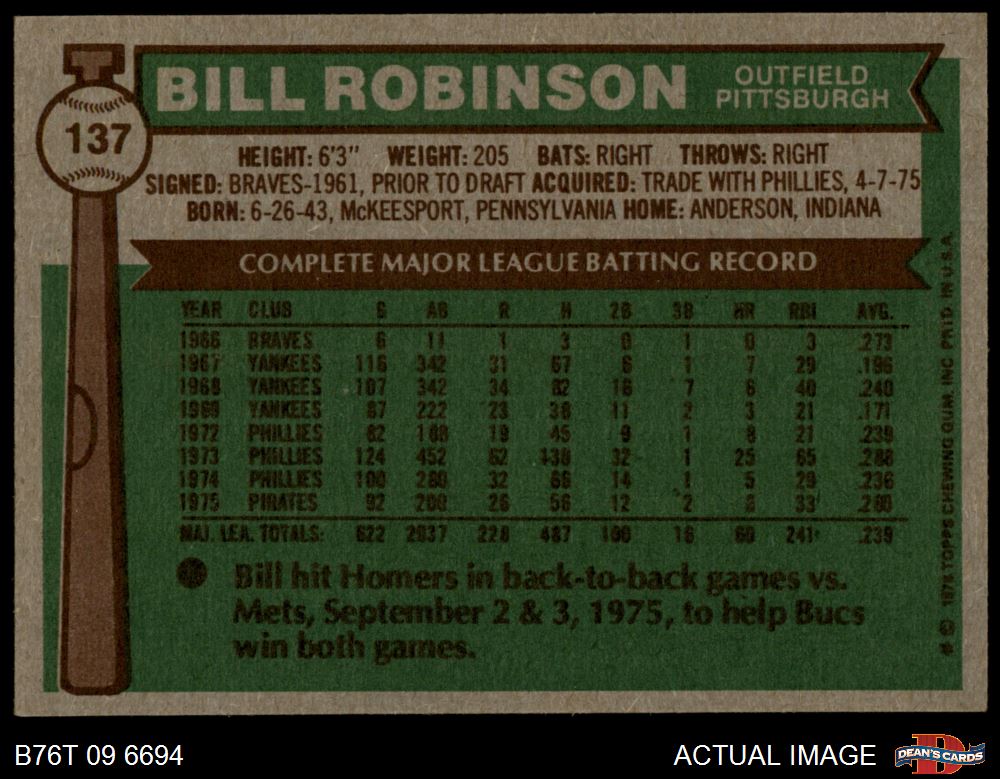 137
BILL ROBINSON
OUTFIELD
PITTSBURGH
HEIGHT: 6'3" WEIGHT: 205 BATS: RIGHT THROWS: RIGHT
SIGNED: BRAVES-1961, PRIOR TO DRAFT ACQUIRED: TRADE WITH PHILLIES, 4-7-75
BORN: 6-26-43, McKEESPORT, PENNSYLVANIA HOME: ANDERSON, INDIANA
COMPLETE MAJOR LEAGUE BATTING RECORD
YEAR CLUB G AB R H 2B 3B HR RBI AVG.
1966 BRAVES 6 11 1 3 0 1 0 3 .273
1967 YANKEES 116 342 31 67 6 1 7 29 .196
1968 YANKEES 107 342 34 82 16 7 6 40 .240
1969 YANKEES 87 222 23 38 11 2 3 21 .171
1972 PHILLIES 82 188 19 45 9 1 8 21 .239
1973 PHILLIES 124 452 62 130 32 1 25 65 .288
1974 PHILLIES 100 280 32 66 14 1 5 29 .236
1975 PIRATES 92 200 26 56 12 2 6 33 .280
MAJ. LEA. TOTALS: 622 2037 228 487 100 16 60 241 .239
Bill hit Homers in back-to-back games vs.
Mets, September 2 & 3, 1975, to help Bucs
win both games.
© 1976 TOPPS CHEWING GUM, INC. PRTD. IN U.S.A.
B76T 09 6694
ACTUAL IMAGE
DEAN'S CARDS